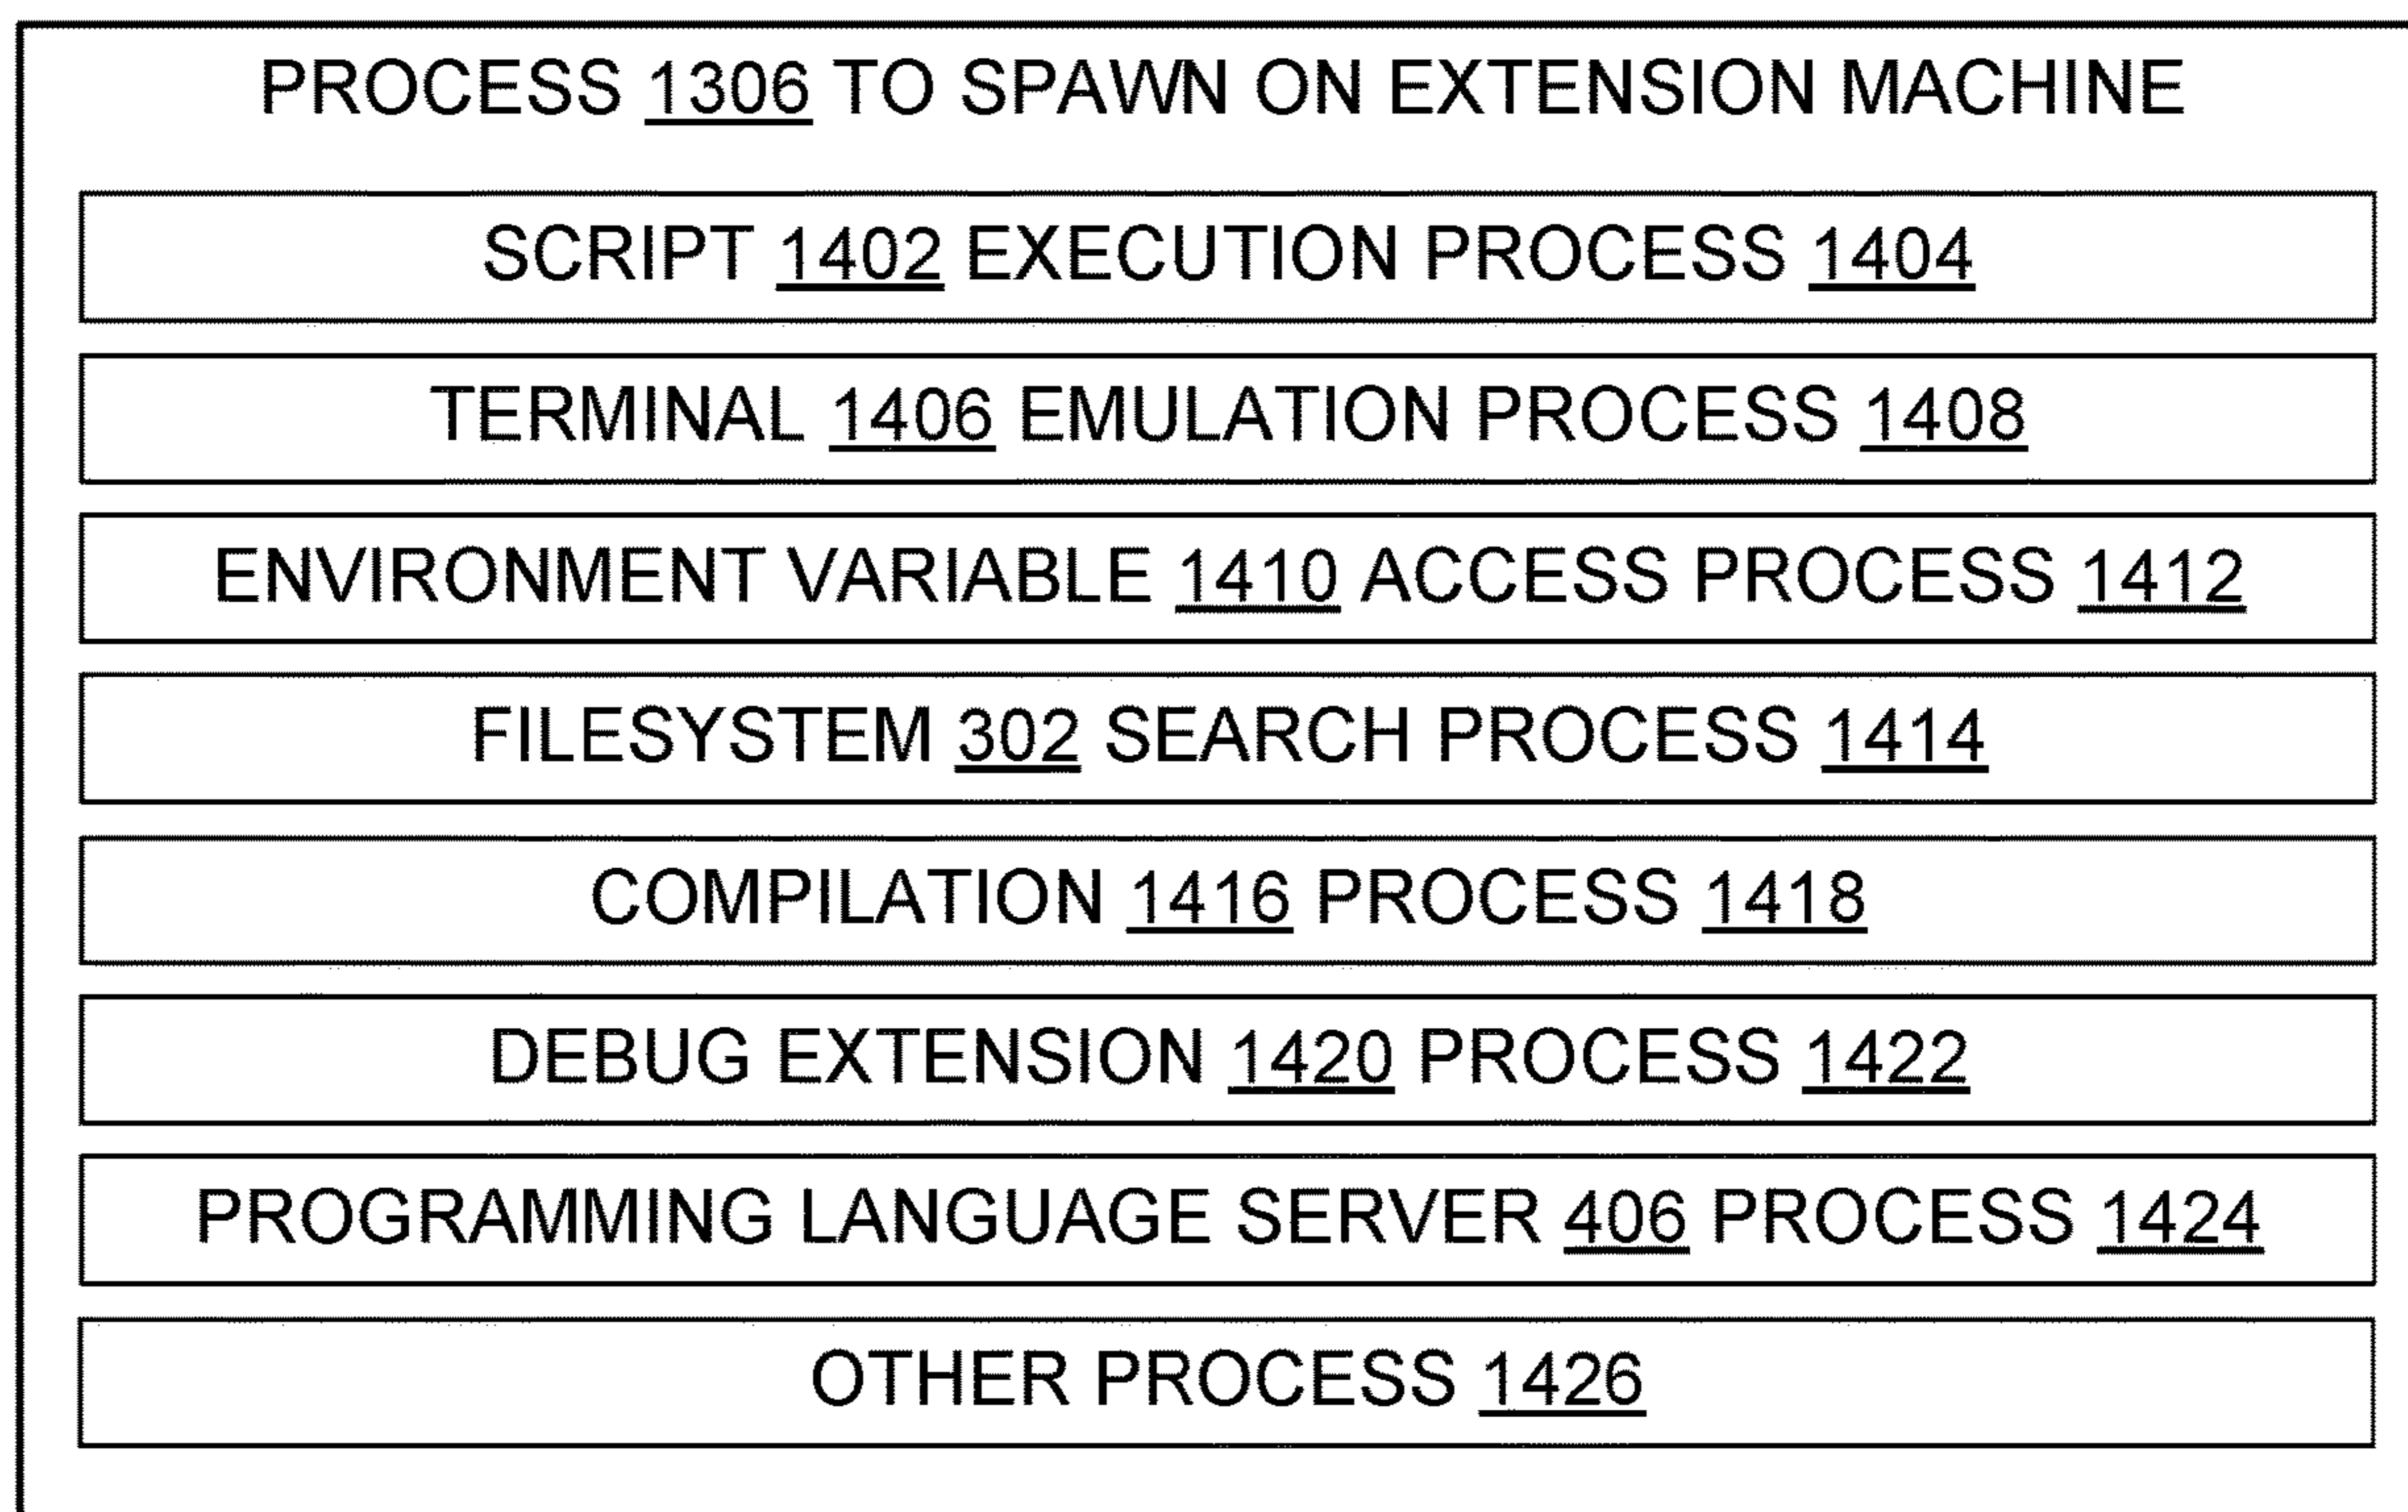 PROCESS 1306 TO SPAWN ON EXTENSION MACHINE
SCRIPT 1402 EXECUTION PROCESS 1404
TERMINAL 1406 EMULATION PROCESS 1408
ENVIRONMENT VARIABLE 1410 ACCESS PROCESS 1412
FILESYSTEM 302 SEARCH PROCESS 1414
COMPILATION 1416 PROCESS 1418
DEBUG EXTENSION 1420 PROCESS 1422
PROGRAMMING LANGUAGE SERVER 406 PROCESS 1424
OTHER PROCESS 1426